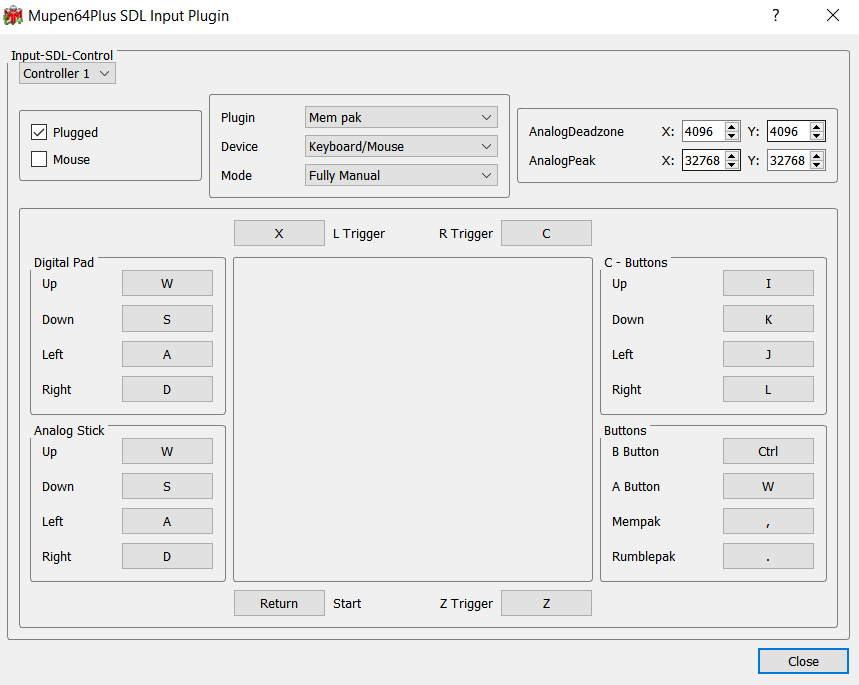 Mupen64Plus SDL Input Plugin ?
Input-SDL-Control
Controller 1
Plugged
Mouse
Plugin Mem pak
Device Keyboard/Mouse
Mode Fully Manual
AnalogDeadzone X: 4096 Y: 4096
AnalogPeak X: 32768 Y: 32768
X L Trigger R Trigger C
Digital Pad
Up W
Down S
Left A
Right D
C - Buttons
Up I
Down K
Left J
Right L
Analog Stick
Up W
Down S
Left A
Right D
Buttons
B Button Ctrl
A Button W
Mempak ,
Rumblepak .
Return Start Z Trigger Z
Close